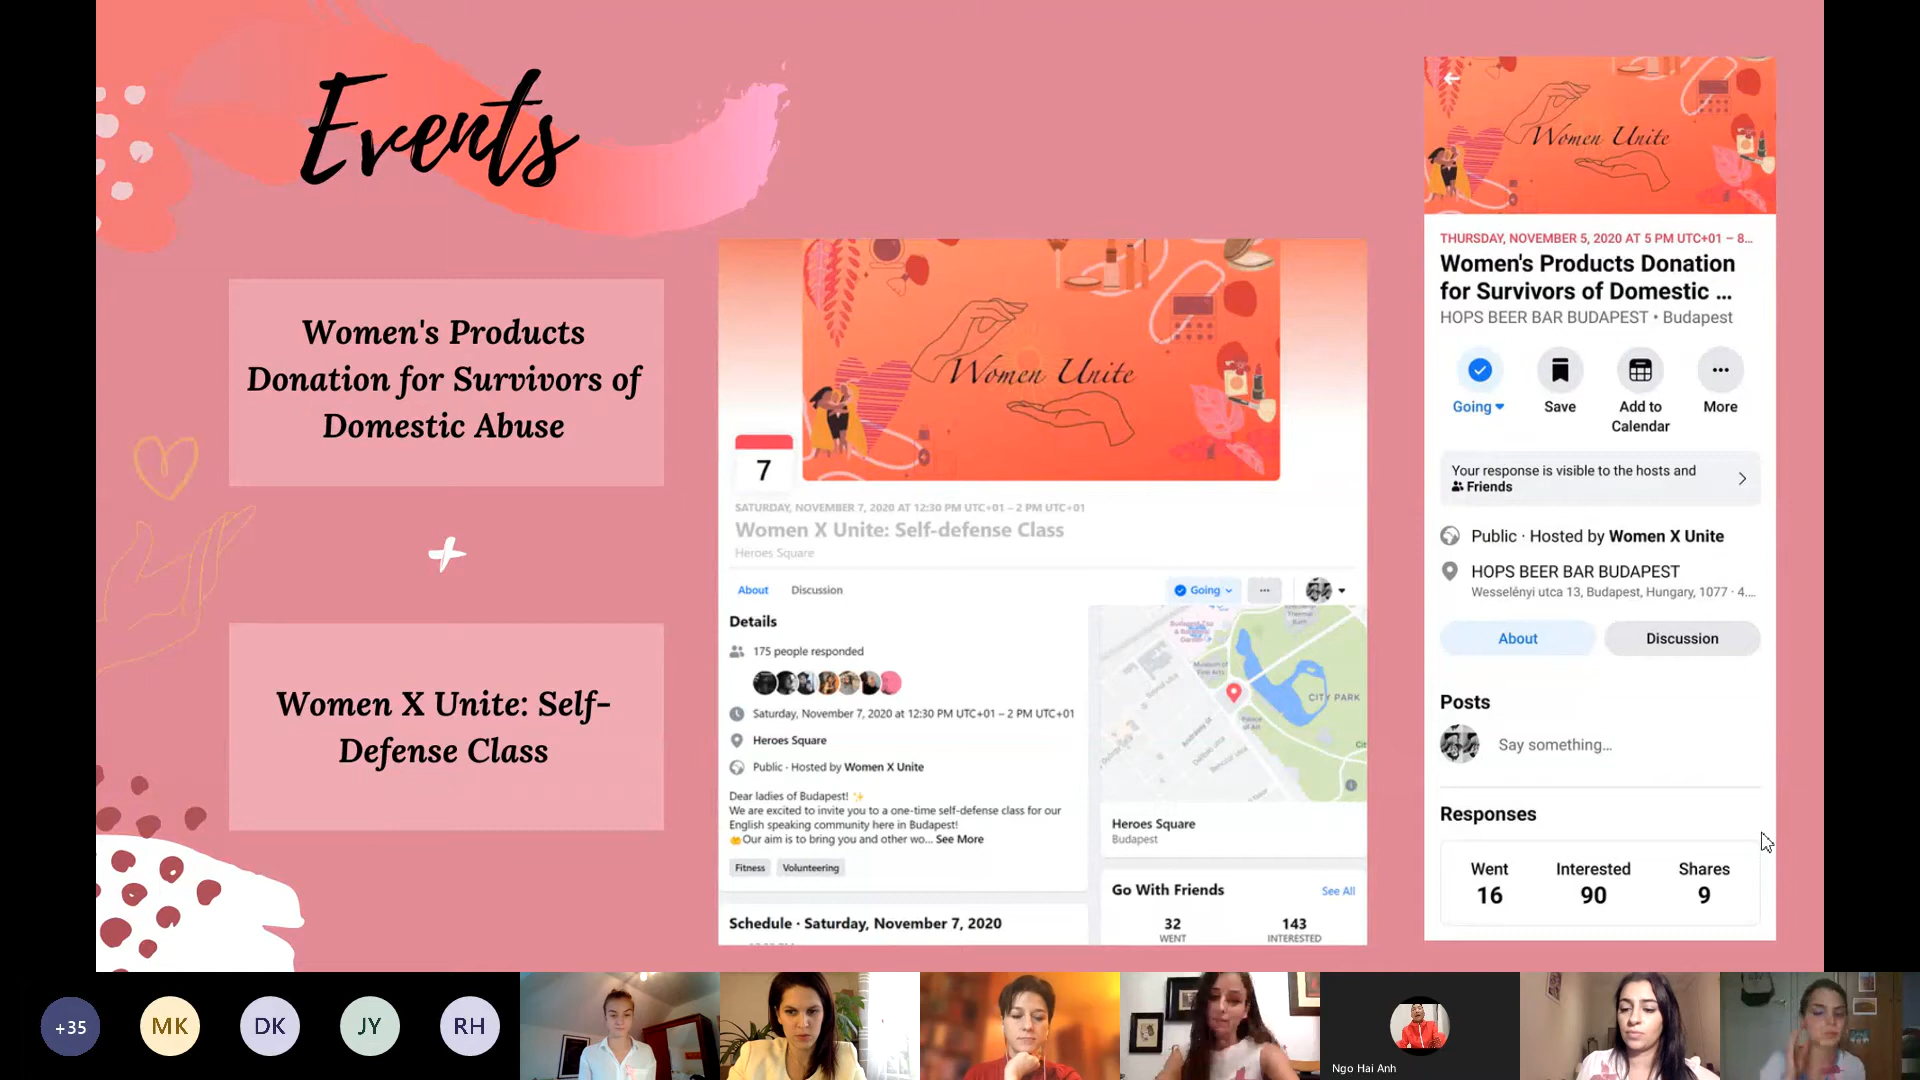 Events
Women's Products
Donation for Survivors of
Domestic Abuse
Women X Unite: Self-
Defense Class
Women Unite
7
SATURDAY, NOVEMBER 7, 2020 AT 12:30 PM UTC+01 – 2 PM UTC+01
Women X Unite: Self-defense Class
Heroes Square
About Discussion
Going
Details
175 people responded
Saturday, November 7, 2020 at 12:30 PM UTC+01 – 2 PM UTC+01
Heroes Square
Public · Hosted by Women X Unite
Dear ladies of Budapest! ✨
We are excited to invite you to a one-time self-defense class for our
English speaking community here in Budapest!
Our aim is to bring you and other wo... See More
Fitness Volunteering
Schedule · Saturday, November 7, 2020
Museum of
Fine Arts
CITY PARK
Heroes Square
Budapest
Go With Friends See All
32 143
WENT INTERESTED
Women Unite
THURSDAY, NOVEMBER 5, 2020 AT 5 PM UTC+01 – 8...
Women's Products Donation
for Survivors of Domestic ...
HOPS BEER BAR BUDAPEST • Budapest
Going Save Add to
Calendar More
Your response is visible to the hosts and
Friends
Public · Hosted by Women X Unite
HOPS BEER BAR BUDAPEST
Wesselényi utca 13, Budapest, Hungary, 1077 · 4....
About Discussion
Posts
Say something...
Responses
Went Interested Shares
16 90 9
+35 MK DK JY RH
Ngo Hai Anh